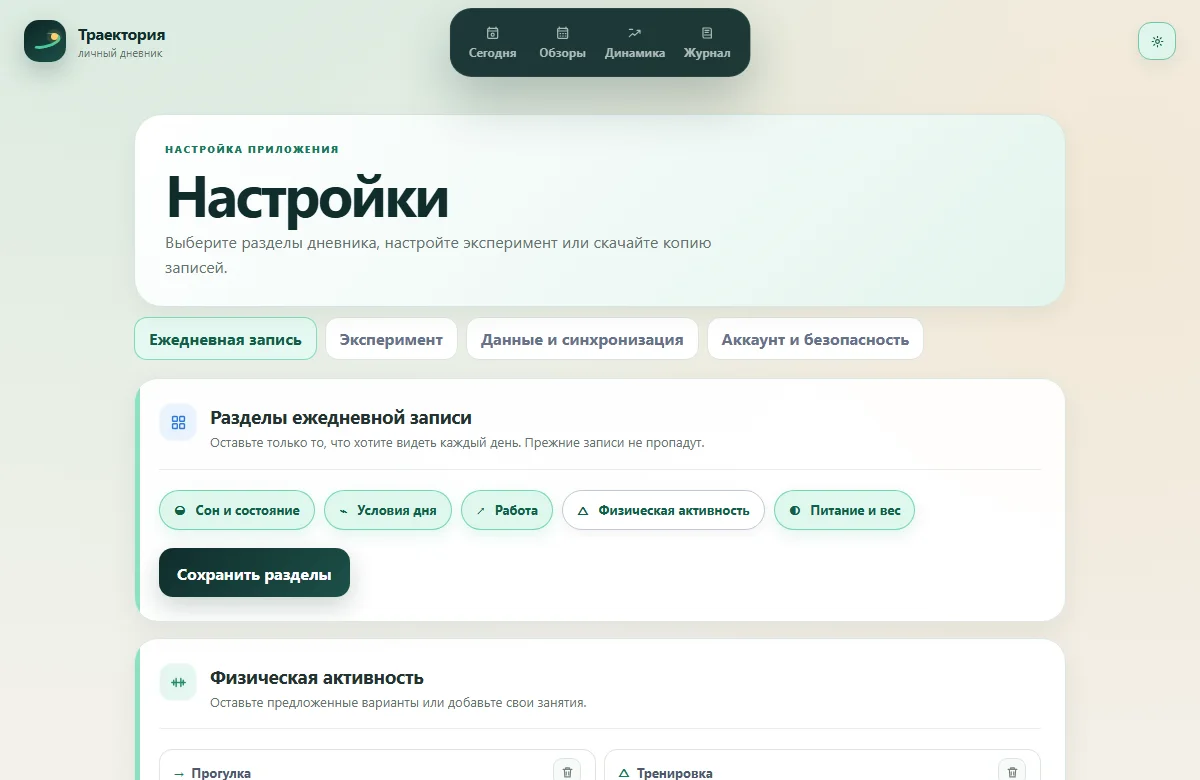 Траектория
личный дневник
Сегодня
Обзоры
Динамика
Журнал
НАСТРОЙКА ПРИЛОЖЕНИЯ
Настройки
Выберите разделы дневника, настройте эксперимент или скачайте копию
записей.
Ежедневная запись
Эксперимент
Данные и синхронизация
Аккаунт и безопасность
Разделы ежедневной записи
Оставьте только то, что хотите видеть каждый день. Прежние записи не пропадут.
Сон и состояние
Условия дня
Работа
Физическая активность
Питание и вес
Сохранить разделы
Физическая активность
Оставьте предложенные варианты или добавьте свои занятия.
Прогулка
Тренировка